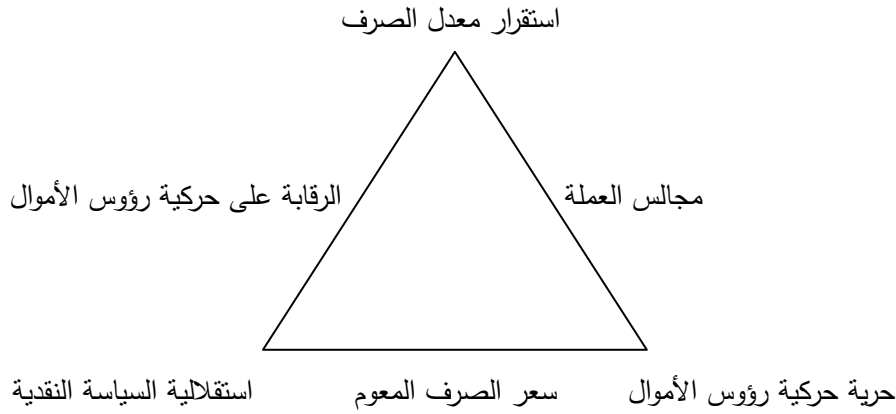 استقرار معدل الصرف
مجالس العملة
الرقابة على حركية رؤوس الأموال
حرية حركية رؤوس الأموال
سعر الصرف المعوم
استقلالية السياسة النقدية